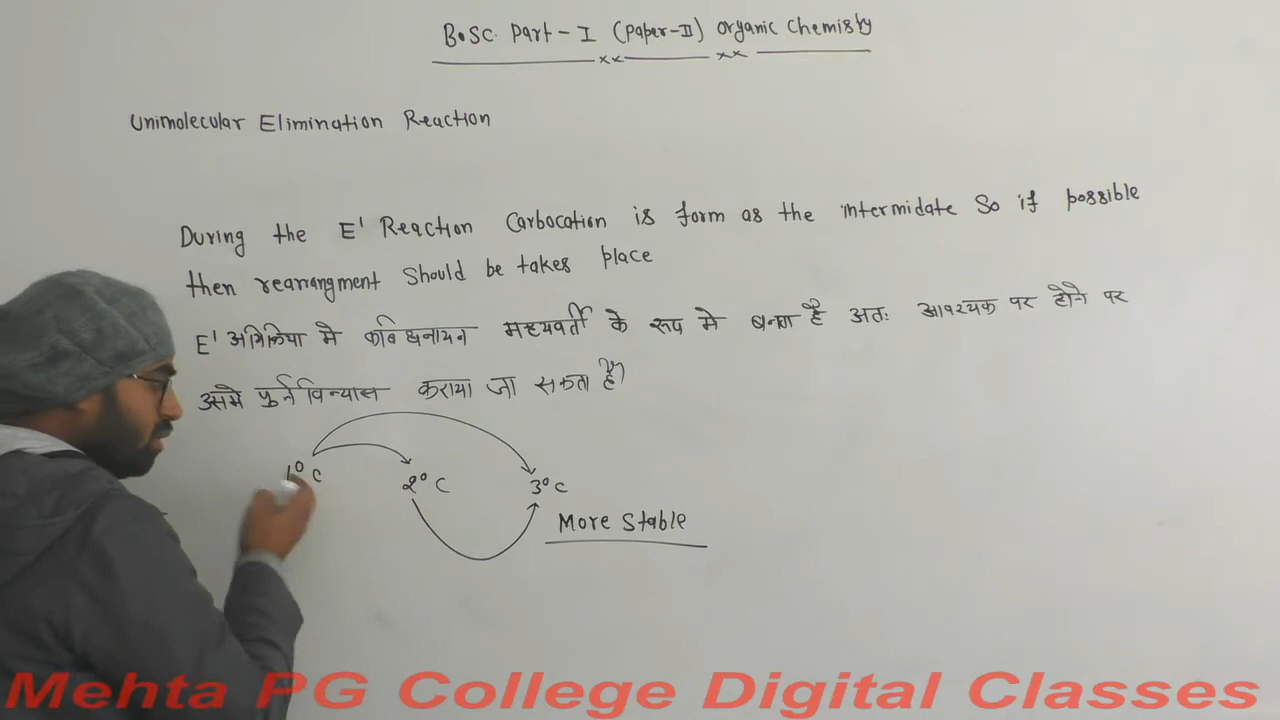 B.SC. Part-I (Paper-II) Organic Chemistry
Unimolecular Elimination Reaction
During the E' Reaction Carbocation is form as the intermidate So if possible
then rearrangment Should be takes place
E' अभिक्रिया मे कार्बधनायन मध्यवर्ती के रूप मे बनता है अतः आवश्यक पर होने पर
उसमे पुर्नविन्यास कराया जा सकता है।
1° C 2° C 3° C
More Stable
Mehta PG College Digital Classes